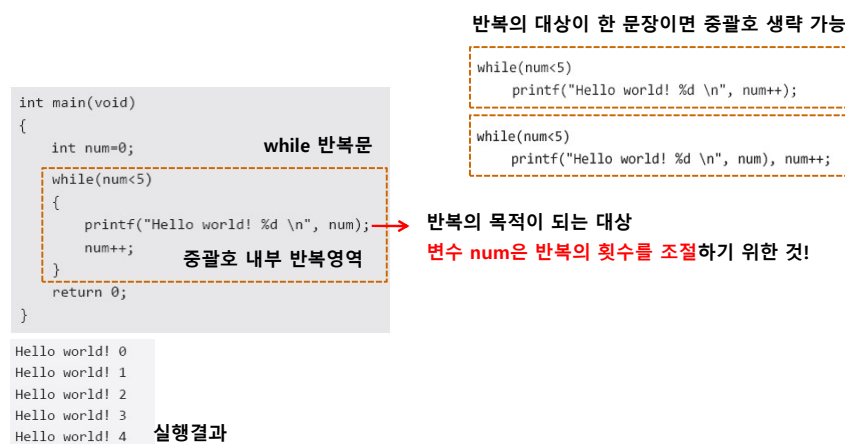 반복의 대상이 한 문장이면 중괄호 생략 가능
while(num<5)
printf("Hello world! %d \n", num++);
while(num<5)
printf("Hello world! %d \n", num), num++;
int main(void)
{
int num=0;
while 반복문
while(num<5)
{
printf("Hello world! %d \n", num);
num++;
중괄호 내부 반복영역
}
return 0;
}
반복의 목적이 되는 대상
변수 num은 반복의 횟수를 조절하기 위한 것!
Hello world! 0
Hello world! 1
Hello world! 2
Hello world! 3
Hello world! 4
실행결과